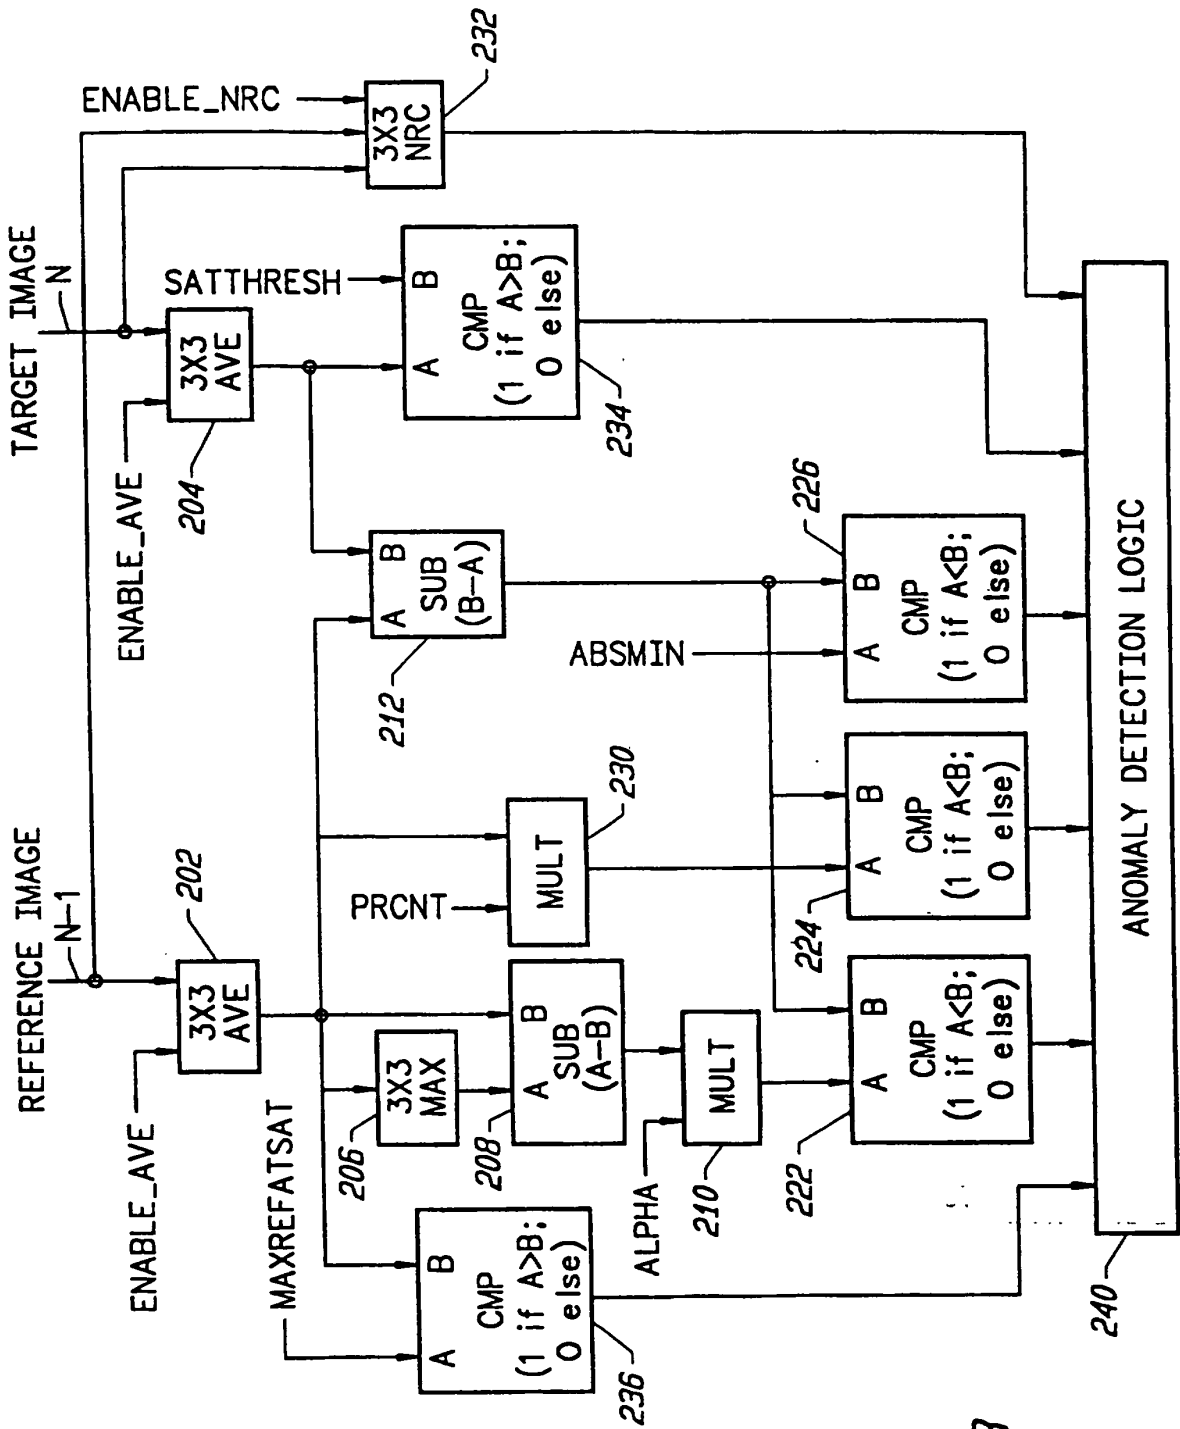 REFERENCE IMAGE
N-1
TARGET IMAGE
N
ENABLE_AVE
3X3
AVE
202
ENABLE_AVE
3X3
AVE
204
ENABLE_NRC
3X3
NRC
232
MAXREFATSAT
SATTHRESH
A
B
CMP
(1 if A>B;
0 else)
236
3X3
MAX
206
A
B
SUB
(A-B)
208
PRCNT
MULT
230
A
B
SUB
(B-A)
212
A
B
CMP
(1 if A>B;
0 else)
234
ALPHA
MULT
210
ABSMIN
A
B
CMP
(1 if A<B;
0 else)
222
A
B
CMP
(1 if A<B;
0 else)
224
A
B
CMP
(1 if A<B;
0 else)
226
ANOMALY DETECTION LOGIC
240